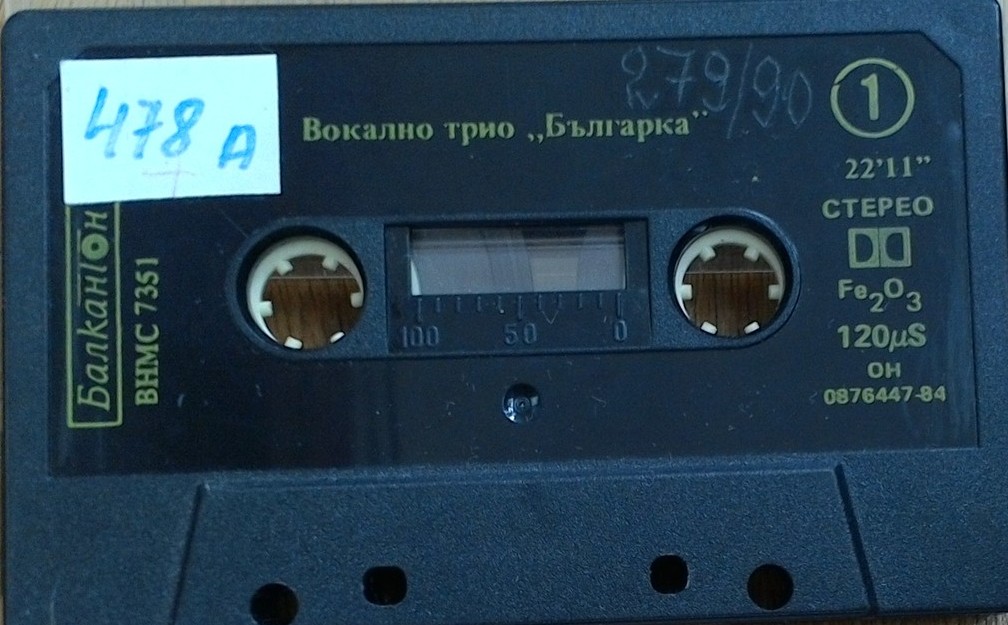 478 А
279/90
Вокално трио „Българка”
1
22’11”
СТЕРЕО
Fe2O3
120µS
ОН
0876447-84
Балкантон
ВНМС 7351
100 50 0